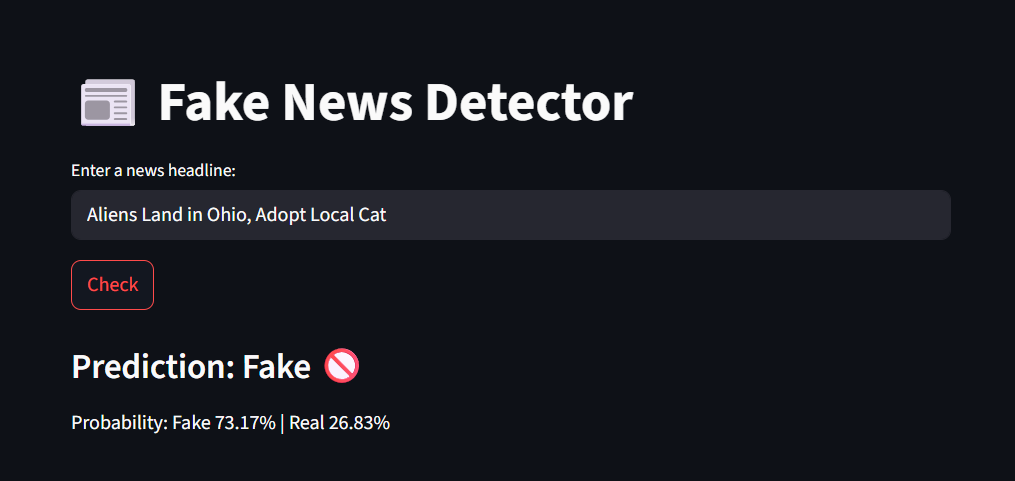 Fake News Detector
Enter a news headline:
Aliens Land in Ohio, Adopt Local Cat
Check
Prediction: Fake 🚫
Probability: Fake 73.17% | Real 26.83%